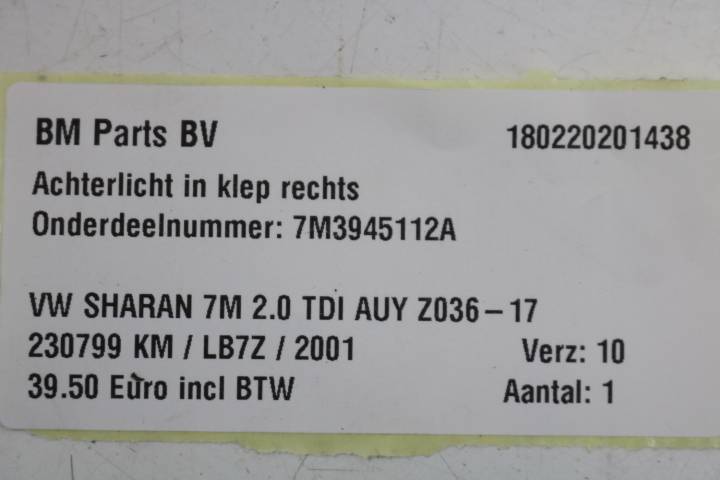 BM Parts BV 180220201438
Achterlicht in klep rechts
Onderdeelnummer: 7M3945112A
VW SHARAN 7M 2.0 TDI AUY Z036-17
230799 KM / LB7Z / 2001 Verz: 10
39.50 Euro incl BTW Aantal: 1